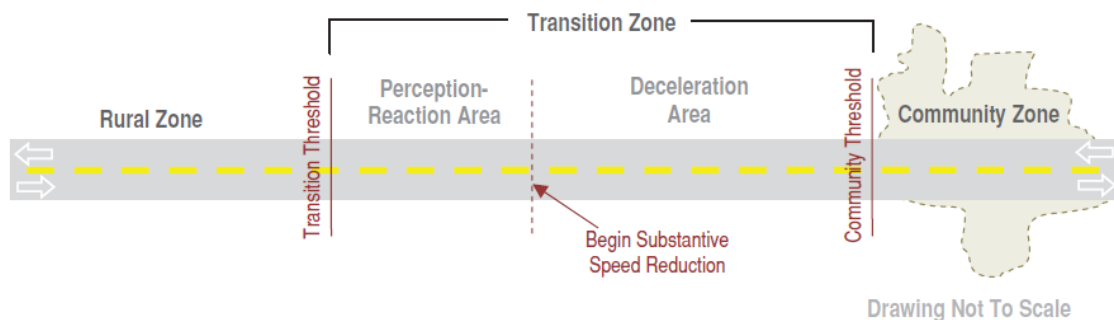 Transition Zone
Rural Zone
Transition Threshold
Perception-
Reaction Area
Deceleration
Area
Community Threshold
Community Zone
Begin Substantive
Speed Reduction
Drawing Not To Scale